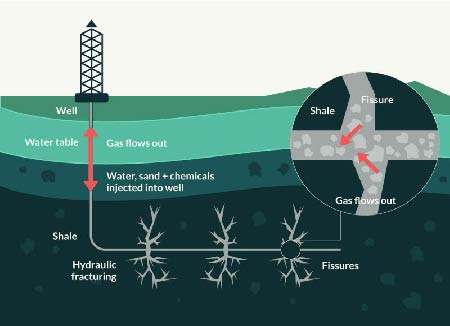 Well
Water table
Gas flows out
Water, sand + chemicals
injected into well
Shale
Hydraulic
fracturing
Fissures
Fissure
Shale
Gas flows out